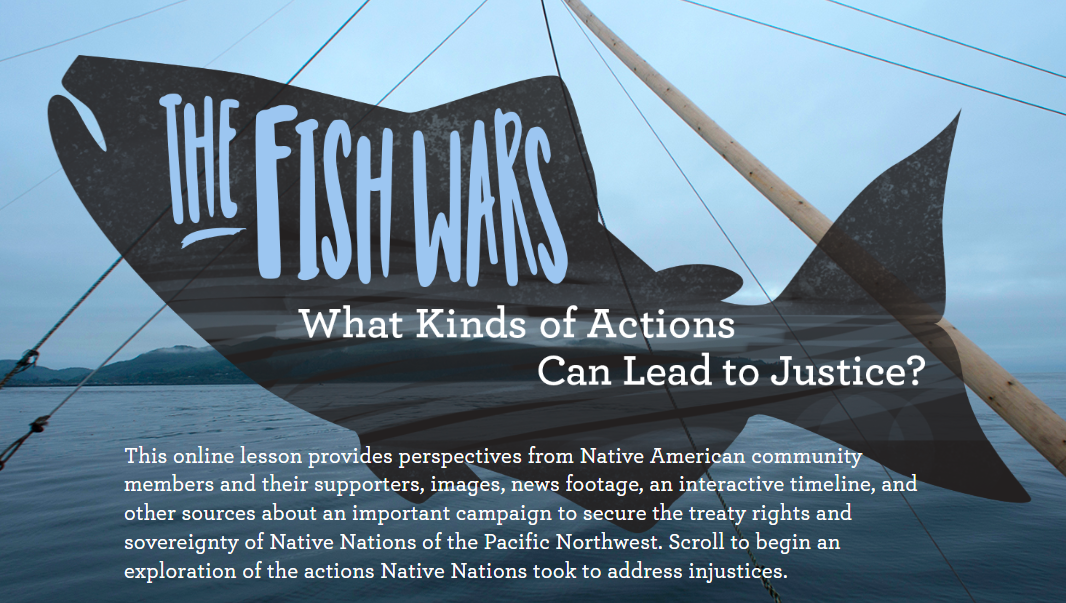 THE FISH WARS
What Kinds of Actions
Can Lead to Justice?
This online lesson provides perspectives from Native American community
members and their supporters, images, news footage, an interactive timeline, and
other sources about an important campaign to secure the treaty rights and
sovereignty of Native Nations of the Pacific Northwest. Scroll to begin an
exploration of the actions Native Nations took to address injustices.